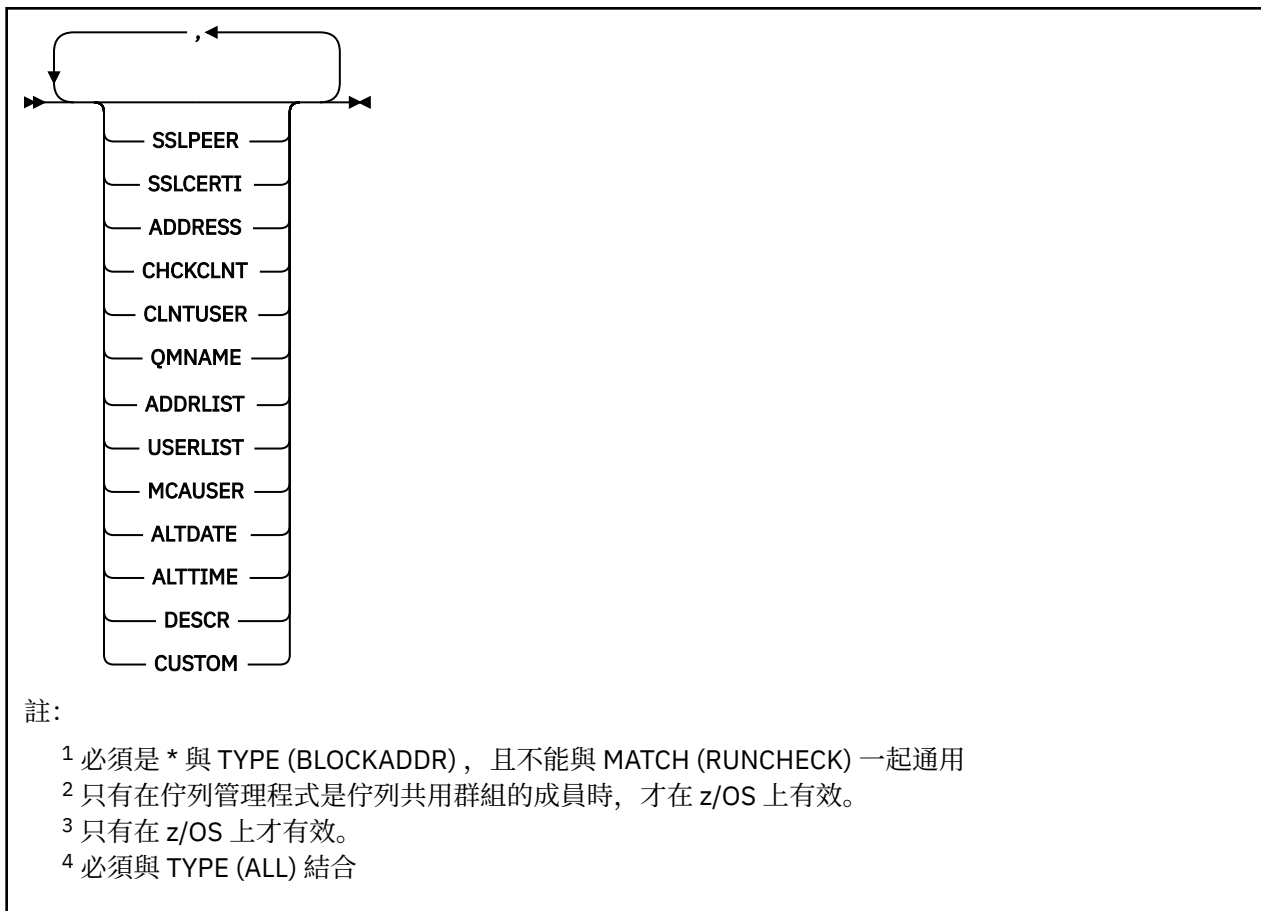 ,
SSLPEER
SSLCERTI
ADDRESS
CHCKCLNT
CLNTUSER
QMNAME
ADDRLIST
USERLIST
MCAUSER
ALTDATE
ALTTIME
DESCR
CUSTOM
註：
1 必須是 * 與 TYPE (BLOCKADDR) ，且不能與 MATCH (RUNCHECK) 一起通用
2 只有在佇列管理程式是佇列共用群組的成員時，才在 z/OS 上有效。
3 只有在 z/OS 上才有效。
4 必須與 TYPE (ALL) 結合